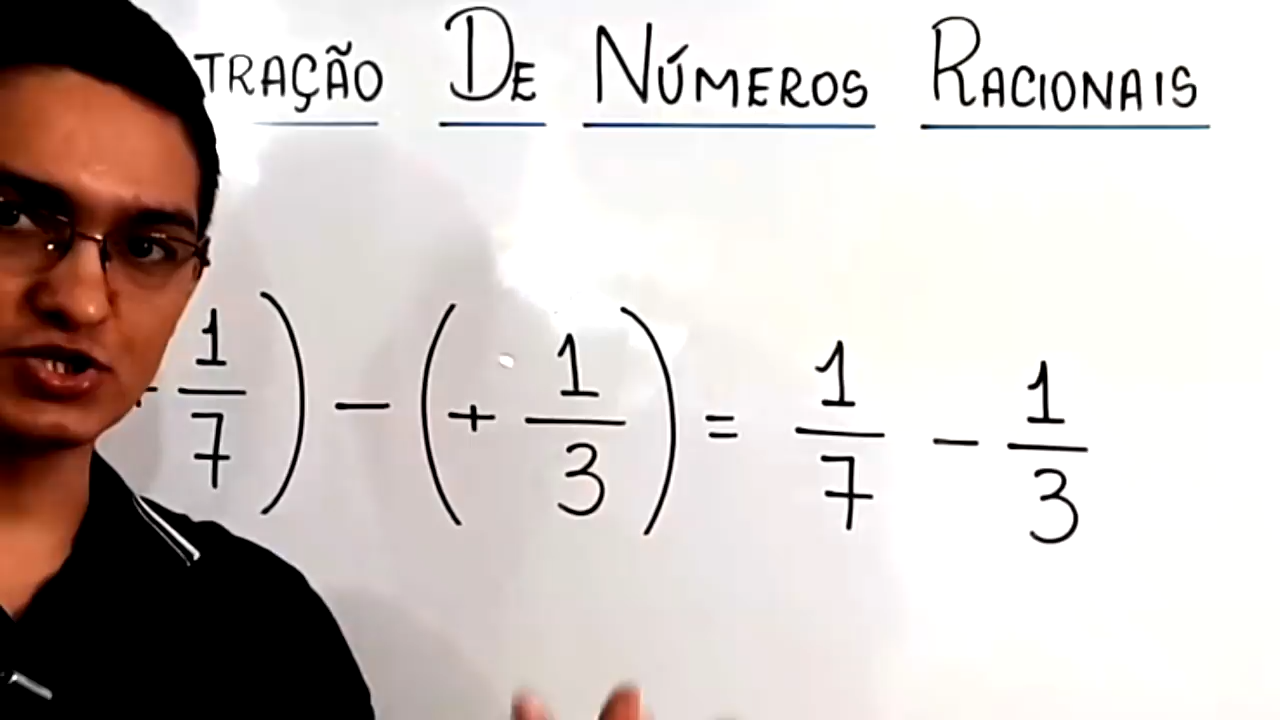 TRAÇÃO DE NÚMEROS RACIONAIS
1/7) - (+ 1/3) = 1/7 - 1/3